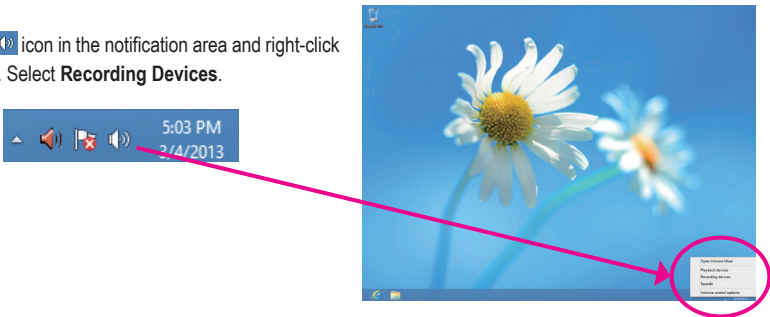 icon in the notification area and right-click
. Select Recording Devices.
5:03 PM
3/4/2013
Open Volume Mixer
Playback devices
Recording devices
Sounds
Volume control options